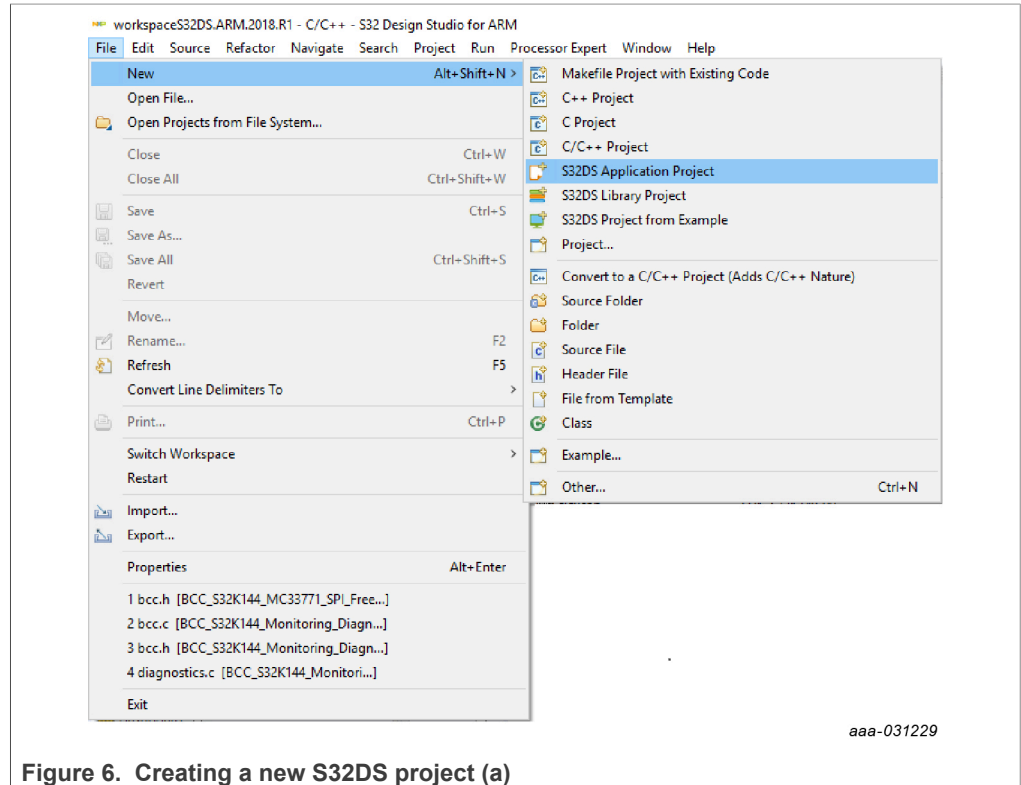 workspaceS32DS.ARM.2018.R1 - C/C++ - S32 Design Studio for ARM
File Edit Source Refactor Navigate Search Project Run Processor Expert Window Help
New Alt+Shift+N >
Open File...
Open Projects from File System...
Close Ctrl+W
Close All Ctrl+Shift+W
Save Ctrl+S
Save As...
Save All Ctrl+Shift+S
Revert
Move...
Rename... F2
Refresh F5
Convert Line Delimiters To >
Print... Ctrl+P
Switch Workspace >
Restart
Import...
Export...
Properties Alt+Enter
1 bcc.h [BCC_S32K144_MC33771_SPI_Free...]
2 bcc.c [BCC_S32K144_Monitoring_Diagn...]
3 bcc.h [BCC_S32K144_Monitoring_Diagn...]
4 diagnostics.c [BCC_S32K144_Monitori...]
Exit
Makefile Project with Existing Code
C++ Project
C Project
C/C++ Project
S32DS Application Project
S32DS Library Project
S32DS Project from Example
Project...
Convert to a C/C++ Project (Adds C/C++ Nature)
Source Folder
Folder
Source File
Header File
File from Template
Class
Example...
Other... Ctrl+N
aaa-031229
Figure 6. Creating a new S32DS project (a)